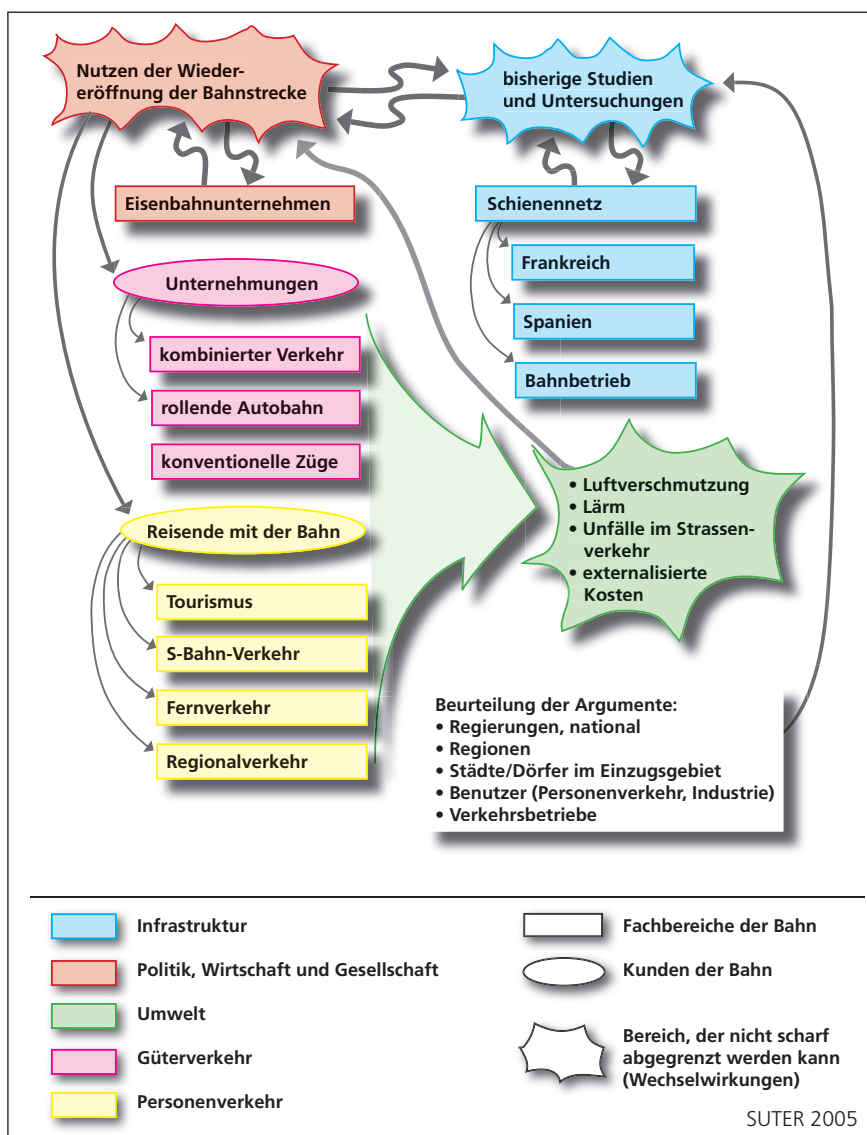 Nutzen der Wieder-
eröffnung der Bahnstrecke
bisherige Studien
und Untersuchungen
Eisenbahnunternehmen
Schienennetz
Frankreich
Spanien
Bahnbetrieb
Unternehmungen
kombinierter Verkehr
rollende Autobahn
konventionelle Züge
Reisende mit der Bahn
Tourismus
S-Bahn-Verkehr
Fernverkehr
Regionalverkehr
• Luftverschmutzung
• Lärm
• Unfälle im Strassen-
verkehr
• externalisierte
Kosten
Beurteilung der Argumente:
• Regierungen, national
• Regionen
• Städte/Dörfer im Einzugsgebiet
• Benutzer (Personenverkehr, Industrie)
• Verkehrsbetriebe
Infrastruktur
Politik, Wirtschaft und Gesellschaft
Umwelt
Güterverkehr
Personenverkehr
Fachbereiche der Bahn
Kunden der Bahn
Bereich, der nicht scharf
abgegrenzt werden kann
(Wechselwirkungen)
SUTER 2005